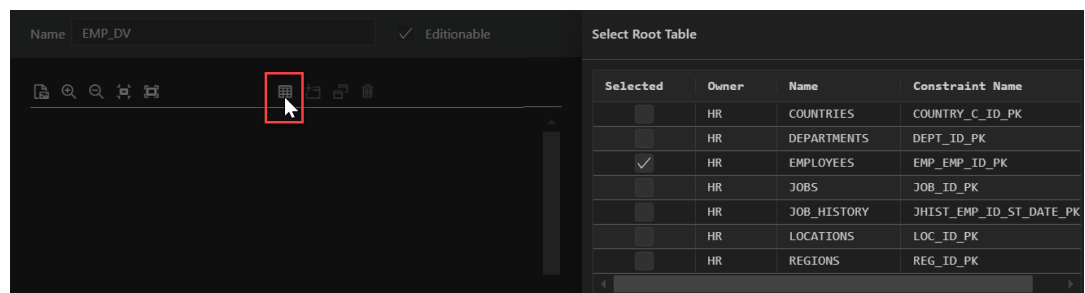 Name EMP_DV Editionable
Select Root Table
Selected Owner Name Constraint Name
HR COUNTRIES COUNTRY_C_ID_PK
HR DEPARTMENTS DEPT_ID_PK
HR EMPLOYEES EMP_EMP_ID_PK
HR JOBS JOB_ID_PK
HR JOB_HISTORY JHIST_EMP_ID_ST_DATE_PK
HR LOCATIONS LOC_ID_PK
HR REGIONS REG_ID_PK